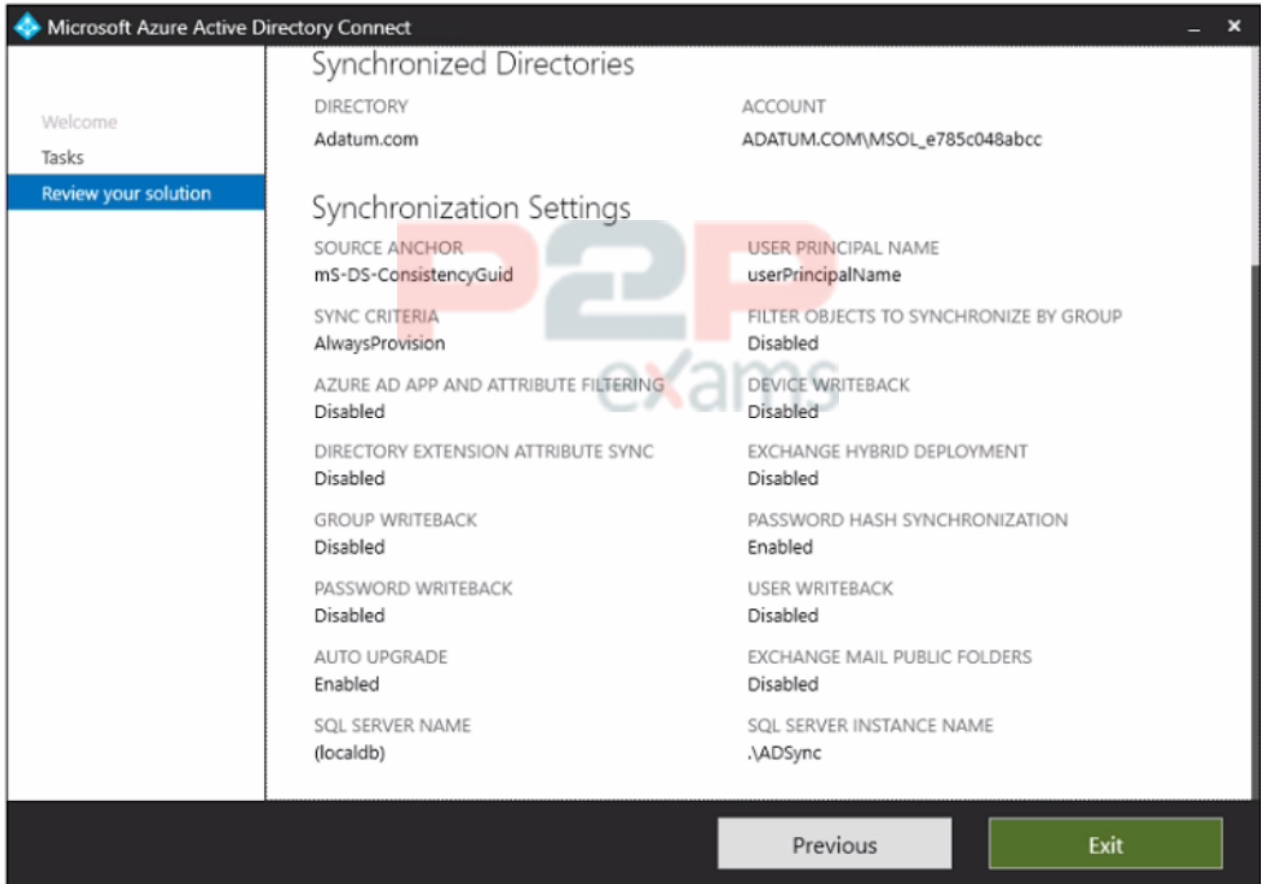 Microsoft Azure Active Directory Connect
Welcome
Tasks
Review your solution
Synchronized Directories
DIRECTORY ACCOUNT
Adatum.com ADATUM.COM\MSOL_e785c048abcc
Synchronization Settings
SOURCE ANCHOR USER PRINCIPAL NAME
mS-DS-ConsistencyGuid userPrincipalName
SYNC CRITERIA FILTER OBJECTS TO SYNCHRONIZE BY GROUP
AlwaysProvision Disabled
AZURE AD APP AND ATTRIBUTE FILTERING DEVICE WRITEBACK
Disabled Disabled
DIRECTORY EXTENSION ATTRIBUTE SYNC EXCHANGE HYBRID DEPLOYMENT
Disabled Disabled
GROUP WRITEBACK PASSWORD HASH SYNCHRONIZATION
Disabled Enabled
PASSWORD WRITEBACK USER WRITEBACK
Disabled Disabled
AUTO UPGRADE EXCHANGE MAIL PUBLIC FOLDERS
Enabled Disabled
SQL SERVER NAME SQL SERVER INSTANCE NAME
(localdb) .\ADSync
P2P
exams
Previous Exit